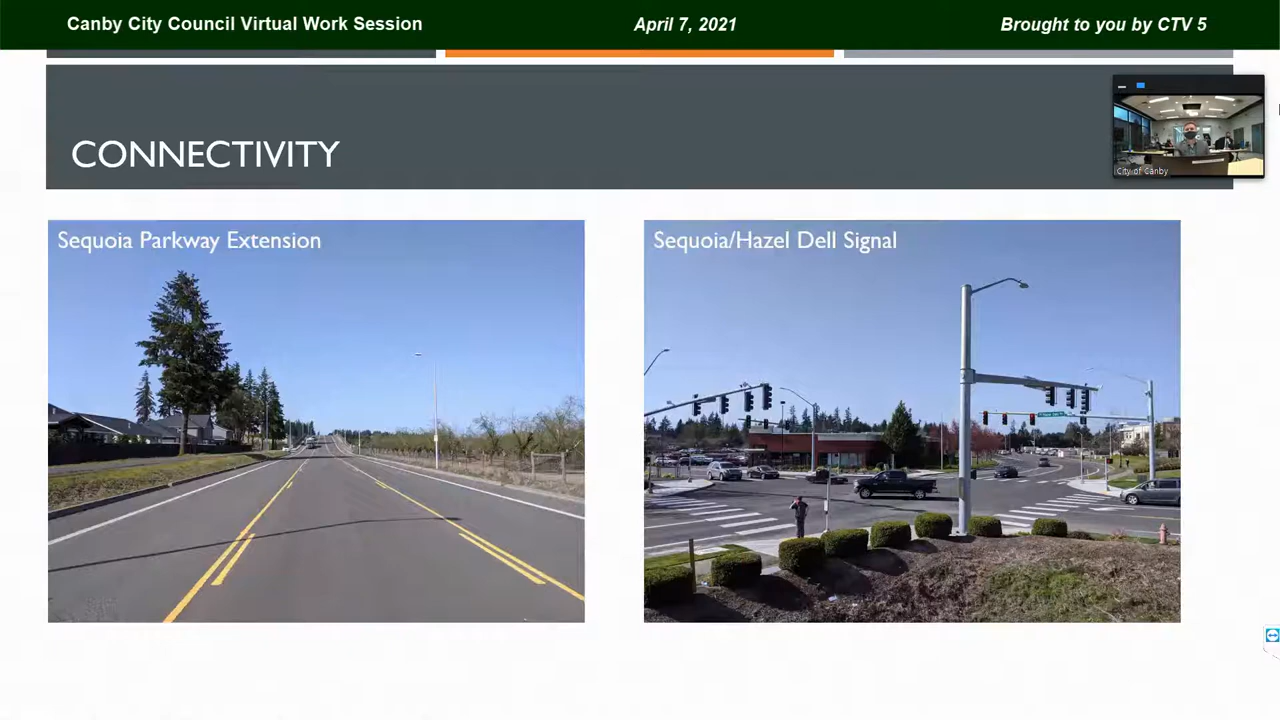 Canby City Council Virtual Work Session
April 7, 2021
Brought to you by CTV 5
CONNECTIVITY
City of Canby
Sequoia Parkway Extension
Sequoia/Hazel Dell Signal